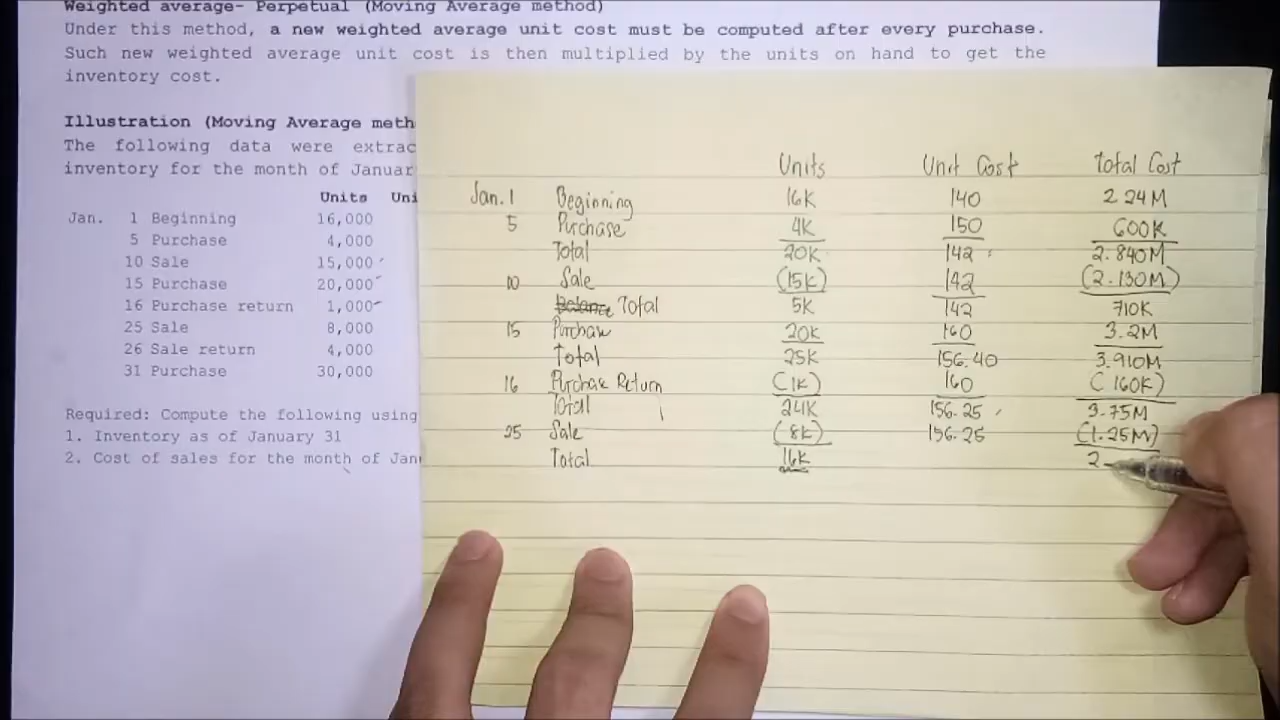 Weighted average- Perpetual (Moving Average method)
Under this method, a new weighted average unit cost must be computed after every purchase.
Such new weighted average unit cost is then multiplied by the units on hand to get the
inventory cost.
Illustration (Moving Average meth
The following data were extrac
inventory for the month of Januar
Units Uni
Jan. 1 Beginning 16,000
5 Purchase 4,000
10 Sale 15,000
15 Purchase 20,000
16 Purchase return 1,000
25 Sale 8,000
26 Sale return 4,000
31 Purchase 30,000
Required: Compute the following using
1. Inventory as of January 31
2. Cost of sales for the month of Jan
Units Unit Cost Total Cost
Jan. 1 Beginning 16K 140 2.24M
5 Purchase 4K 150 600K
Total 20K 142 2.840M
10 Sale (15K) 142 (2.130M)
Balance Total 5K 142 710K
15 Purchase 20K 160 3.2M
Total 25K 156.40 3.910M
16 Purchase Return (1K) 160 (160K)
Total 24K 156.25 3.75M
25 Sale (8K) 156.25 (1.25M)
Total 16K 2.